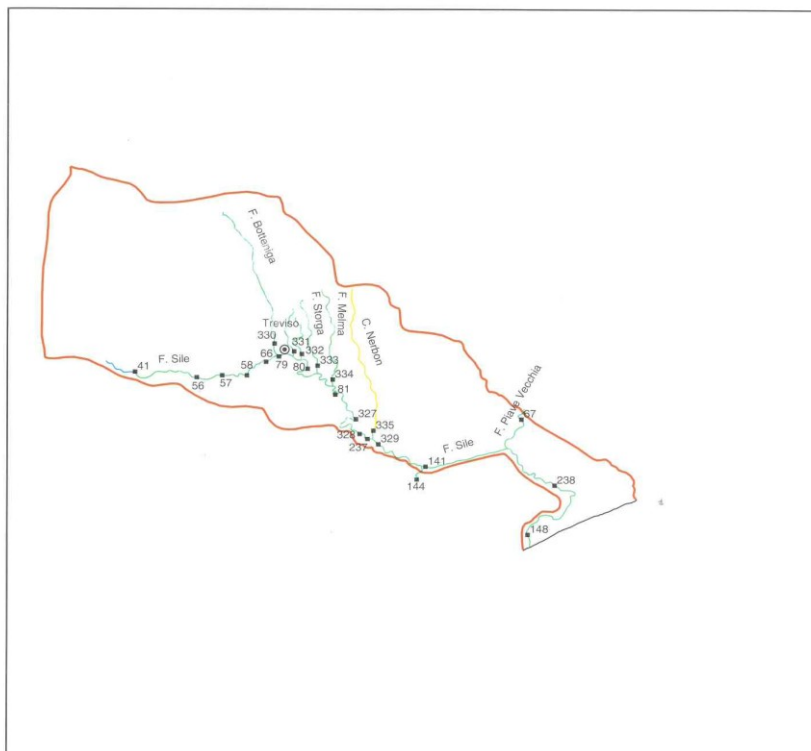 F. Botteniga
Treviso
F. Storga
F. Melma
C. Nerbon
330
331
332
66
79
80
333
334
41
F. Sile
56
57
58
81
327
335
328
237
329
F. Sile
F. Piave Vecchia
67
141
144
238
148